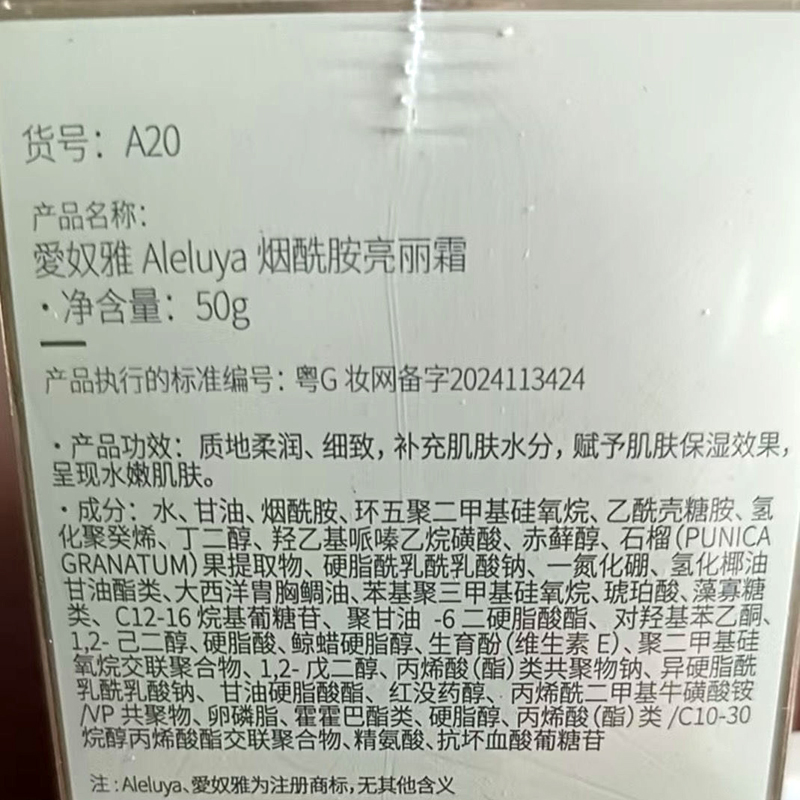 货号：A20
产品名称：
愛奴雅 Aleluya 烟酰胺亮丽霜
·净含量：50g
产品执行的标准编号：粤G 妆网备字2024113424
·产品功效：质地柔润、细致，补充肌肤水分，赋予肌肤保湿效果，
呈现水嫩肌肤。
·成分：水、甘油、烟酰胺、环五聚二甲基硅氧烷、乙酰壳糖胺、氢
化聚癸烯、丁二醇、羟乙基哌嗪乙烷磺酸、赤藓醇、石榴（PUNICA
GRANATUM）果提取物、硬脂酰乳酰乳酸钠、一氮化硼、氢化椰油
甘油酯类、大西洋胄胸鲷油、苯基聚三甲基硅氧烷、琥珀酸、藻寡糖
类、C12-16 烷基葡糖苷、聚甘油 -6 二硬脂酸酯、对羟基苯乙酮、
1,2- 己二醇、硬脂酸、鲸蜡硬脂醇、生育酚（维生素 E）、聚二甲基硅
氧烷交联聚合物、1,2- 戊二醇、丙烯酸（酯）类共聚物钠、异硬脂酰
乳酰乳酸钠、甘油硬脂酸酯、红没药醇、丙烯酰二甲基牛磺酸铵
/VP 共聚物、卵磷脂、霍霍巴酯类、硬脂醇、丙烯酸（酯）类 /C10-30
烷醇丙烯酸酯交联聚合物、精氨酸、抗坏血酸葡糖苷
注：Aleluya、愛奴雅为注册商标，无其他含义